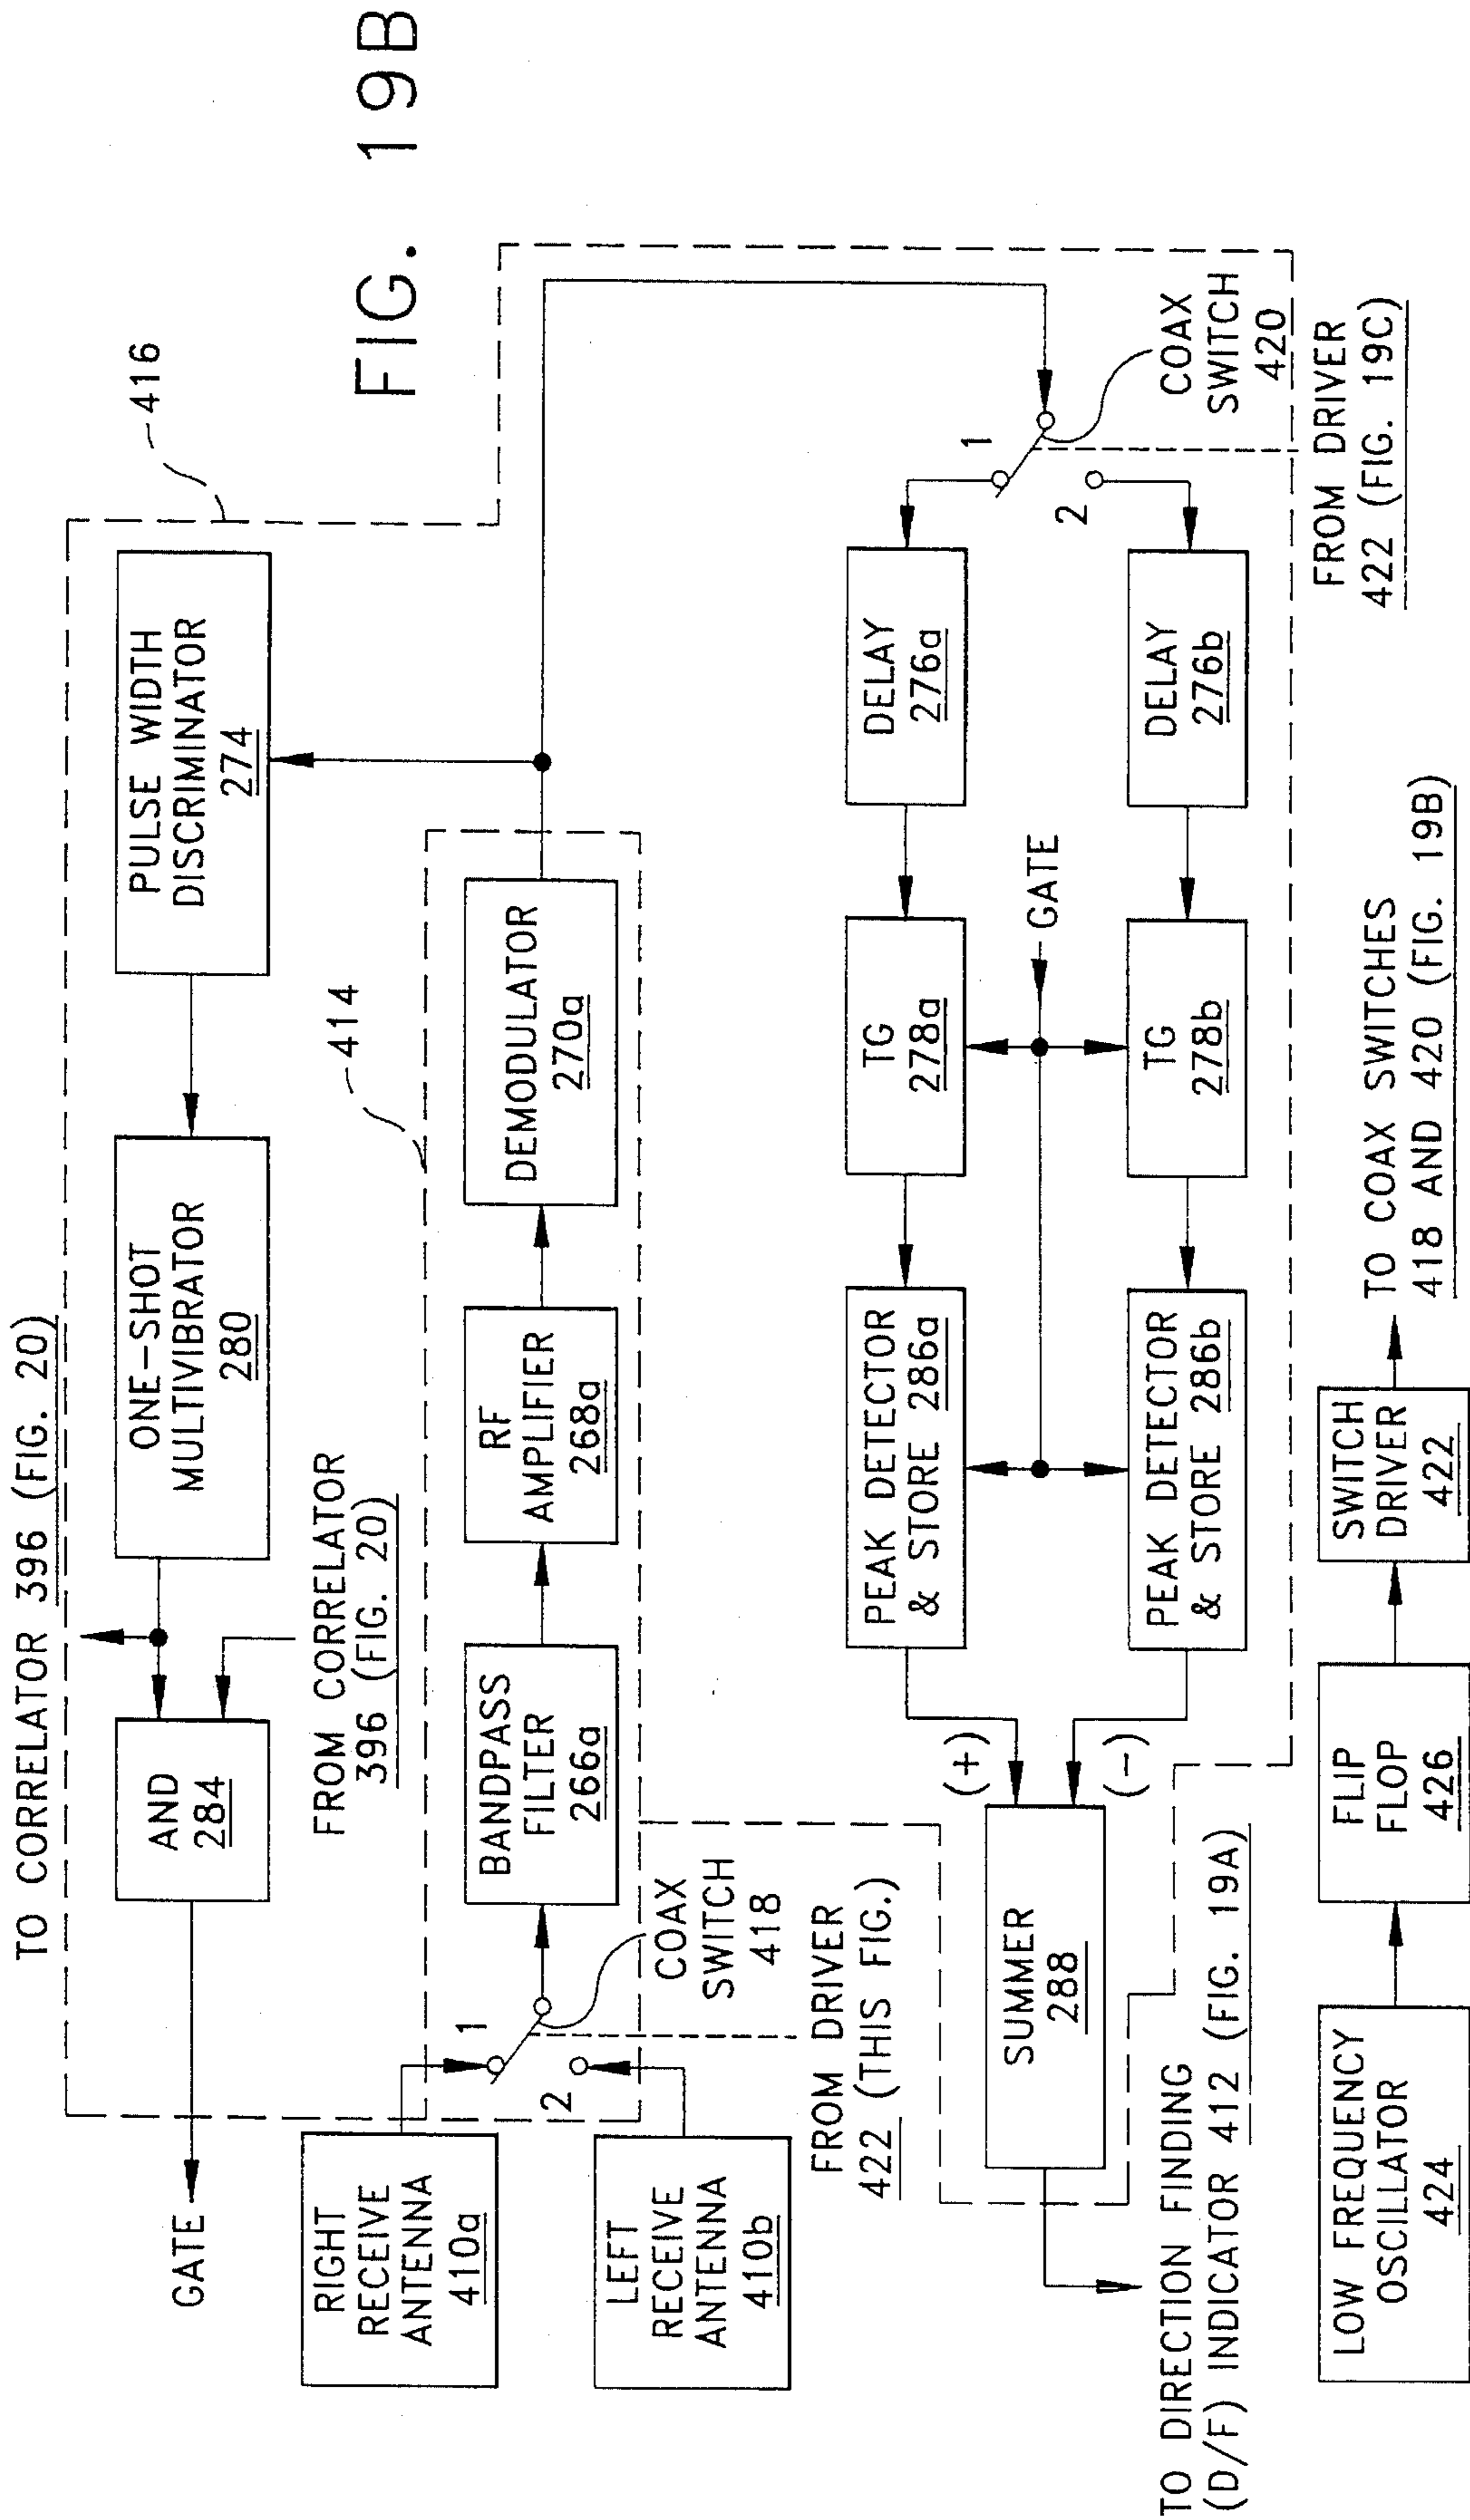 FIG. 19B
TO CORRELATOR 396 (FIG. 20)
416
GATE
AND
284
ONE-SHOT
MULTIVIBRATOR
280
PULSE WIDTH
DISCRIMINATOR
274
FROM CORRELATOR
396 (FIG. 20)
414
RIGHT
RECEIVE
ANTENNA
410a
LEFT
RECEIVE
ANTENNA
410b
1
2
COAX
SWITCH
418
FROM DRIVER
422 (THIS FIG.)
BANDPASS
FILTER
266a
RF
AMPLIFIER
268a
DEMODULATOR
270a
SUMMER
288
(+)
(-)
PEAK DETECTOR
& STORE 286a
TG
278a
DELAY
276a
GATE
PEAK DETECTOR
& STORE 286b
TG
278b
DELAY
276b
1
2
COAX
SWITCH
420
FROM DRIVER
422 (FIG. 19C)
TO DIRECTION FINDING
(D/F) INDICATOR 412 (FIG. 19A)
LOW FREQUENCY
OSCILLATOR
424
FLIP
FLOP
426
SWITCH
DRIVER
422
TO COAX SWITCHES
418 AND 420 (FIG. 19B)